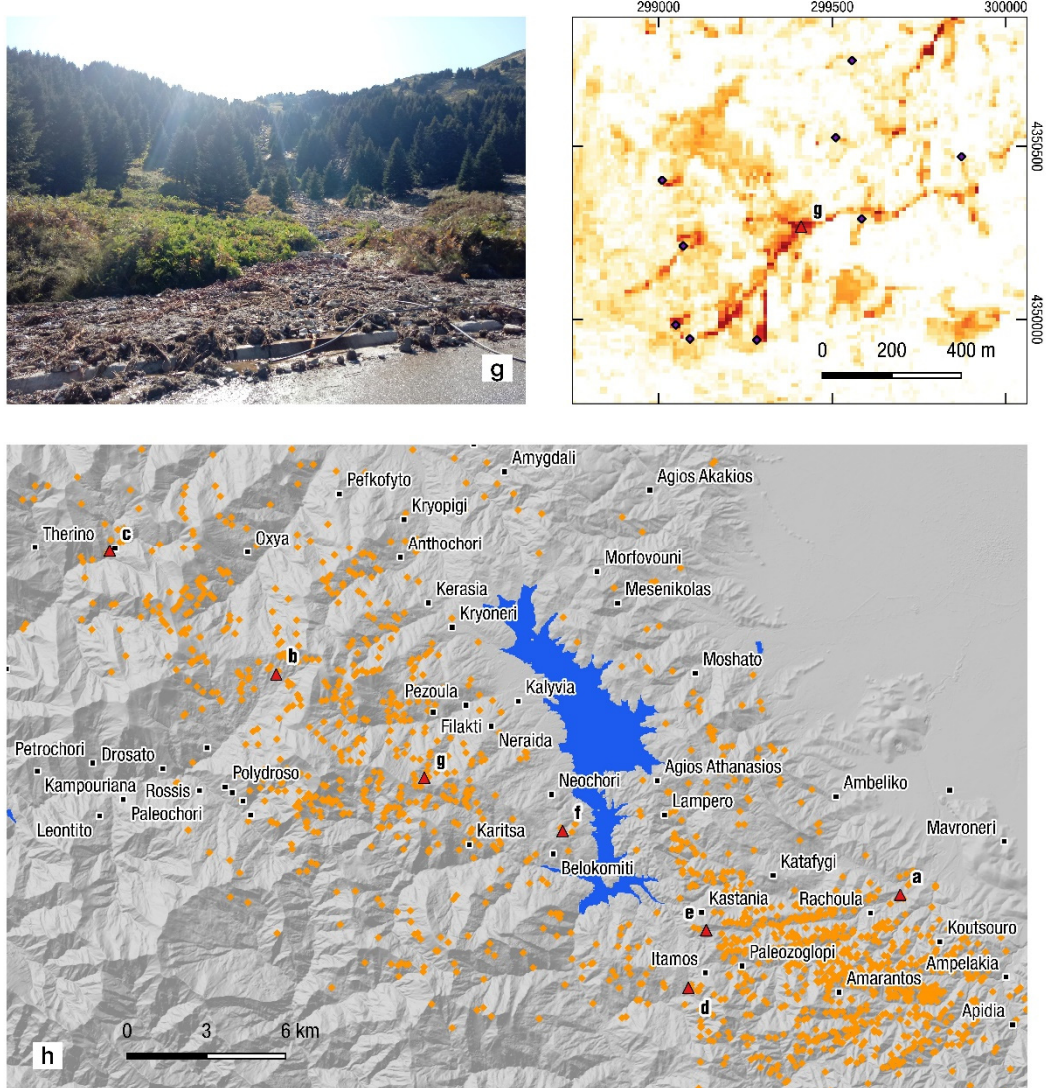 299000 299500 300000
g
4350500
g
4350000
0 200 400 m
Amygdali
Pefkofyto
Agios Akakios
Kryopigi
Therino
c
Oxya
Anthochori
Morfovouni
Kerasia
Mesenikolas
Kryoneri
b
Moshato
Pezoula
Kalyvia
Filakti
Neraida
Petrochori
Drosato
g
Kampouriana
Polydroso
Rossis
Agios Athanasios
Neochori
Ambeliko
Paleochori
Lampero
Leontito
f
Karitsa
Mavroneri
Belokomiti
Katafygi
a
Kastania
Rachoula
e
Koutsouro
Itamos
Paleozoglopi
Ampelakia
Amarantos
d
Apidia
0 3 6 km
h